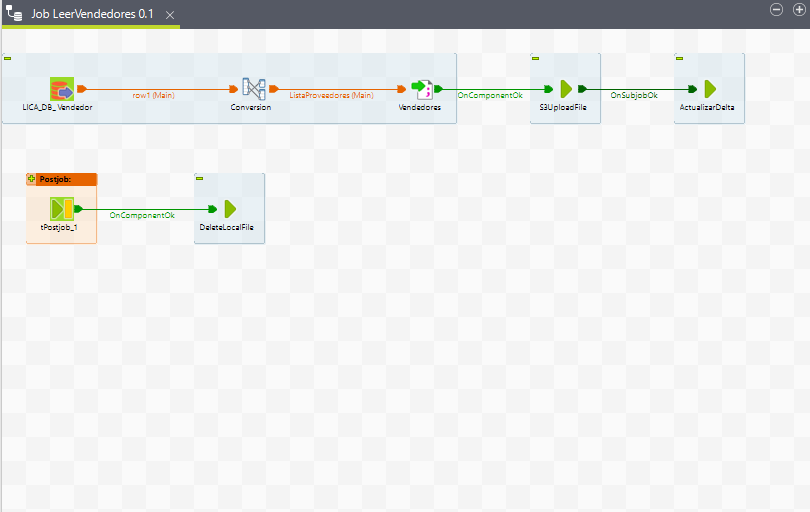 Job LeerVendedores 0.1
LICA_DB_Vendedor
row1 (Main)
Conversion
ListaProveedores (Main)
Vendedores
OnComponentOk
S3UploadFile
OnSubjobOk
ActualizarDelta
Postjob:
tPostjob_1
OnComponentOk
DeleteLocalFile